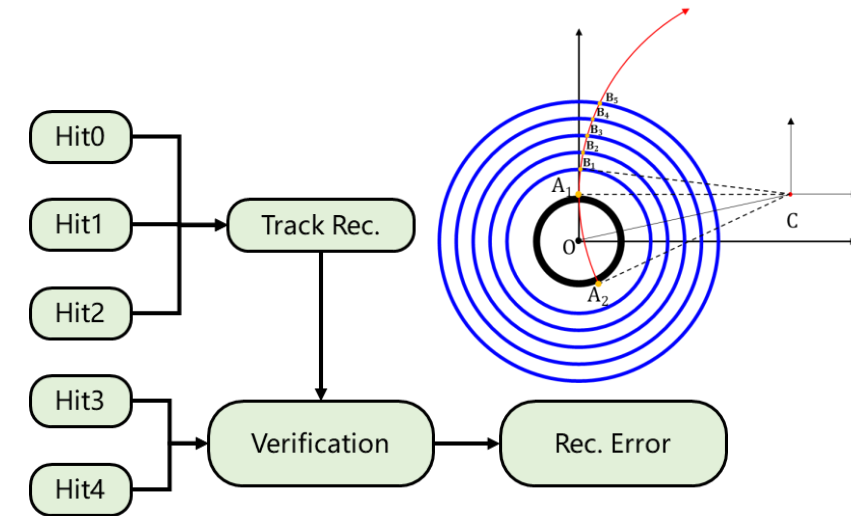 Hit0
Hit1
Hit2
Hit3
Hit4
Track Rec.
Verification
Rec. Error
B₅
B₄
B₃
B₂
B₁
A₁
O
A₂
C